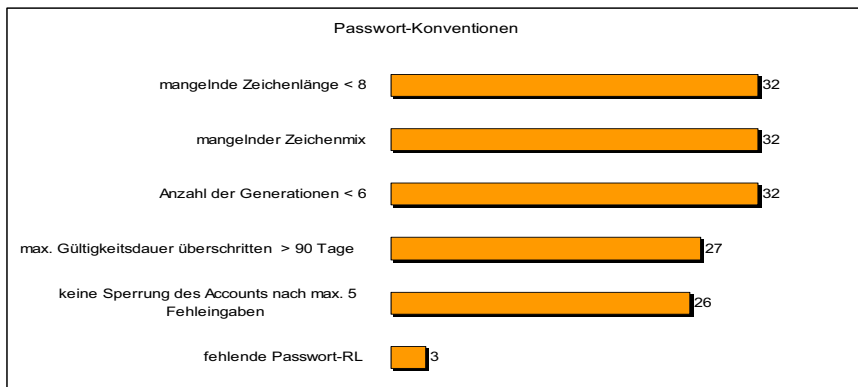 Passwort-Konventionen
mangelnde Zeichenlänge < 8
32
mangelnder Zeichenmix
32
Anzahl der Generationen < 6
32
max. Gültigkeitsdauer überschritten > 90 Tage
27
keine Sperrung des Accounts nach max. 5
Fehleingaben
26
fehlende Passwort-RL
3